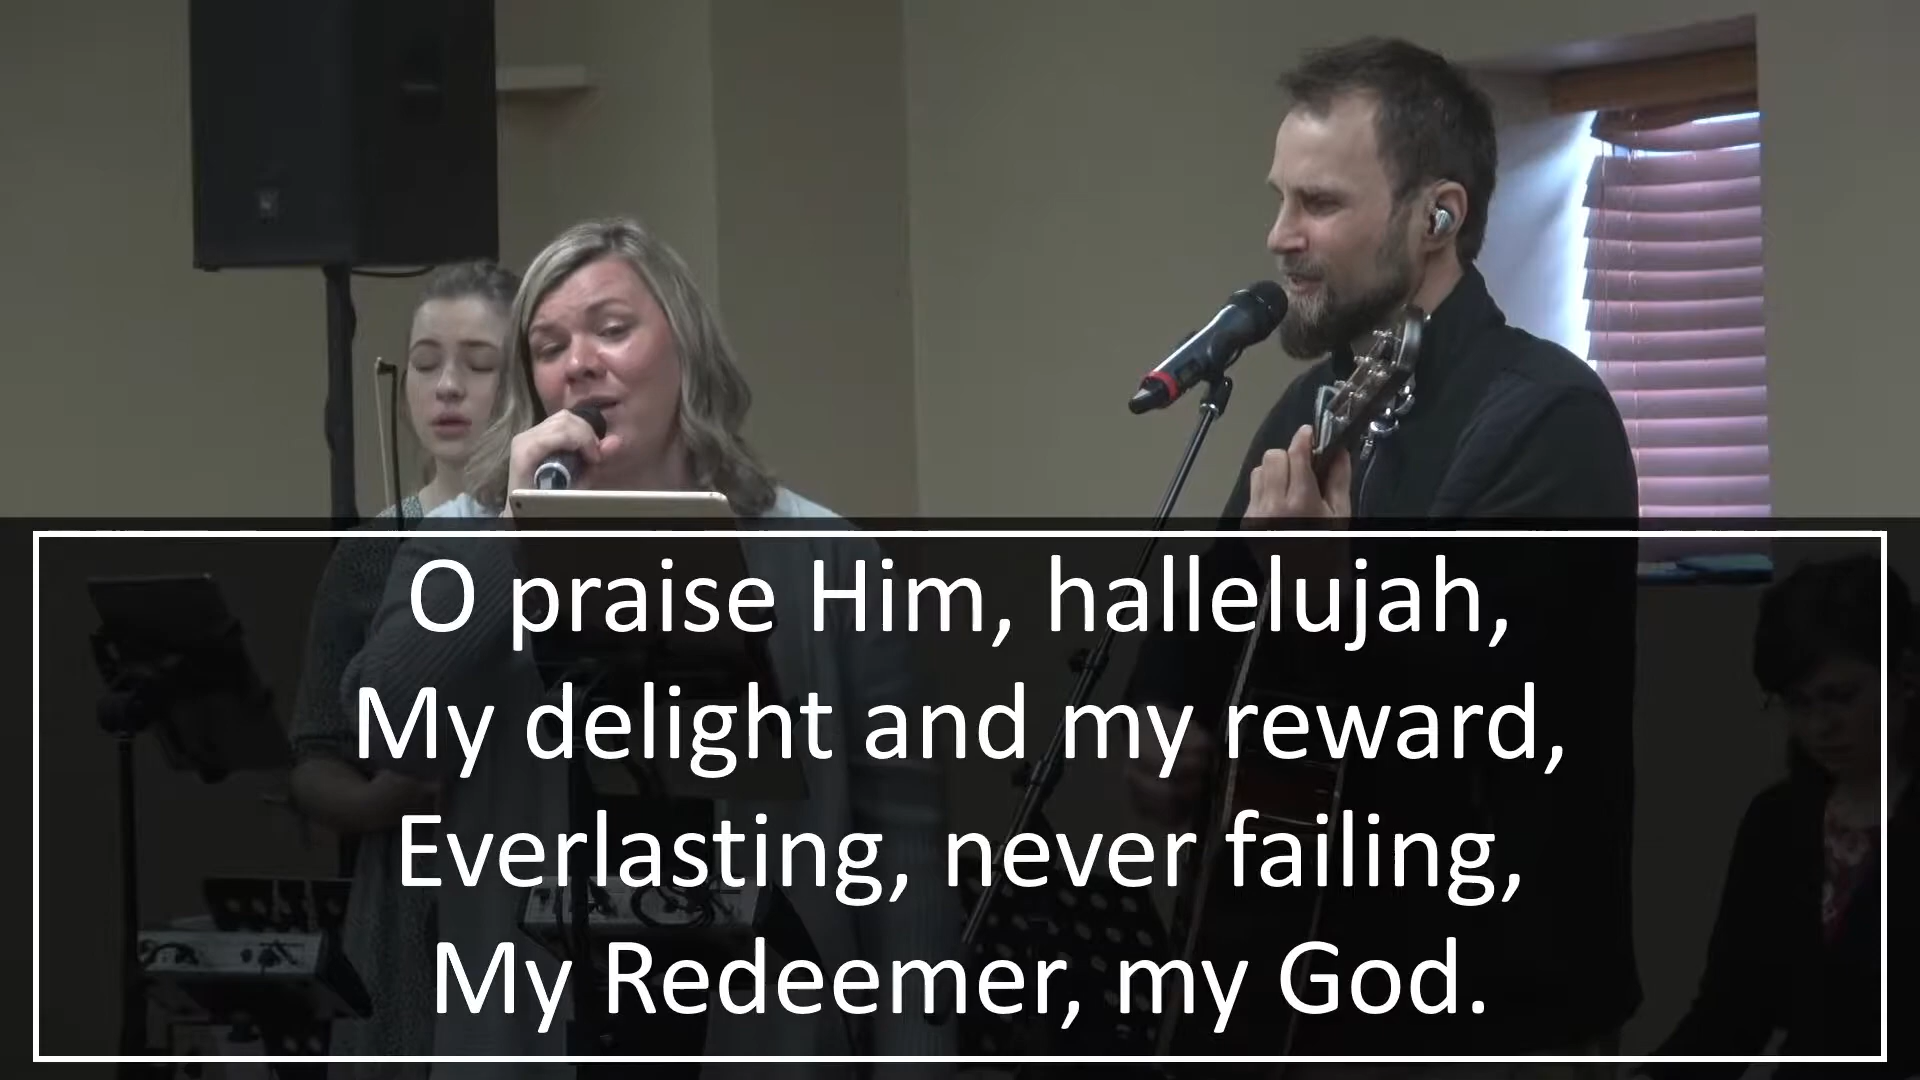 O praise Him, hallelujah,
My delight and my reward,
Everlasting, never failing,
My Redeemer, my God.